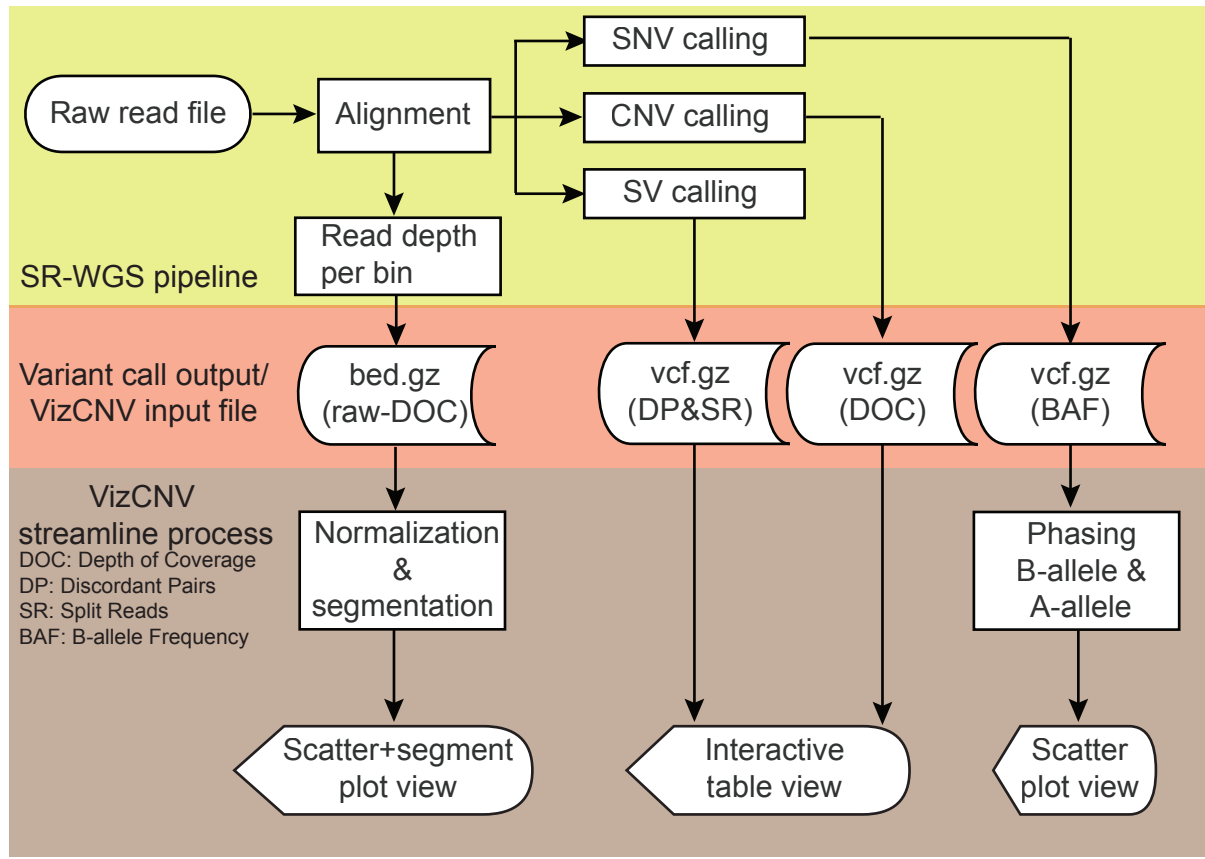 SNV calling
Raw read file
Alignment
CNV calling
SV calling
Read depth
per bin
SR-WGS pipeline
Variant call output/
VizCNV input file
bed.gz
(raw-DOC)
vcf.gz
(DP&SR)
vcf.gz
(DOC)
vcf.gz
(BAF)
VizCNV
streamline process
DOC: Depth of Coverage
DP: Discordant Pairs
SR: Split Reads
BAF: B-allele Frequency
Normalization
&
segmentation
Phasing
B-allele &
A-allele
Scatter+segment
plot view
Interactive
table view
Scatter
plot view